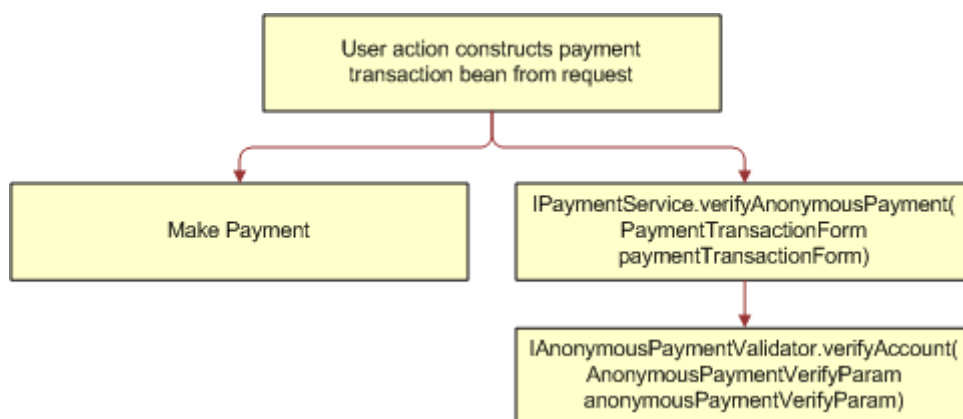 User action constructs payment
transaction bean from request
Make Payment
IPaymentService.verifyAnonymousPayment(
PaymentTransactionForm
paymentTransactionForm)
IAnonymousPaymentValidator.verifyAccount(
AnonymousPaymentVerifyParam
anonymousPaymentVerifyParam)